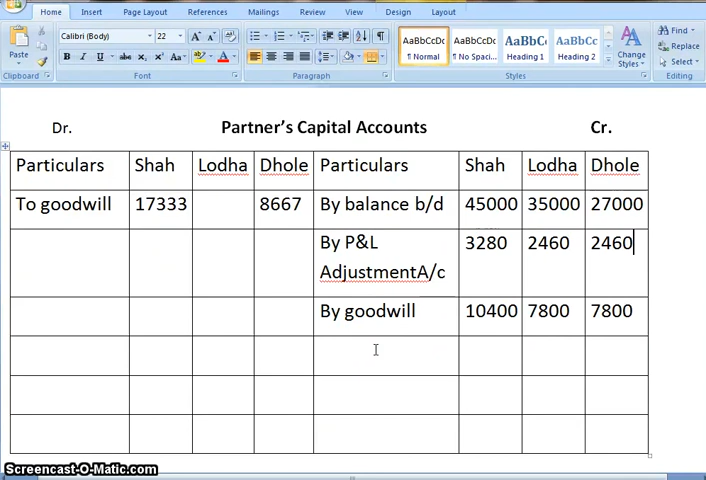 Home Insert Page Layout References Mailings Review View Design Layout
Calibri (Body) 22
Paste
AaBbCcDc AaBbCcDc AaBbC AaBbCc
¶ Normal ¶ No Spaci... Heading 1 Heading 2
Change
Styles
Find
Replace
Select
Clipboard Font Paragraph Styles Editing
Dr. Partner's Capital Accounts Cr.
Particulars Shah Lodha Dhole Particulars Shah Lodha Dhole
To goodwill 17333 8667 By balance b/d 45000 35000 27000
By P&L 3280 2460 2460
AdjustmentA/c
By goodwill 10400 7800 7800
Screencast-O-Matic.com